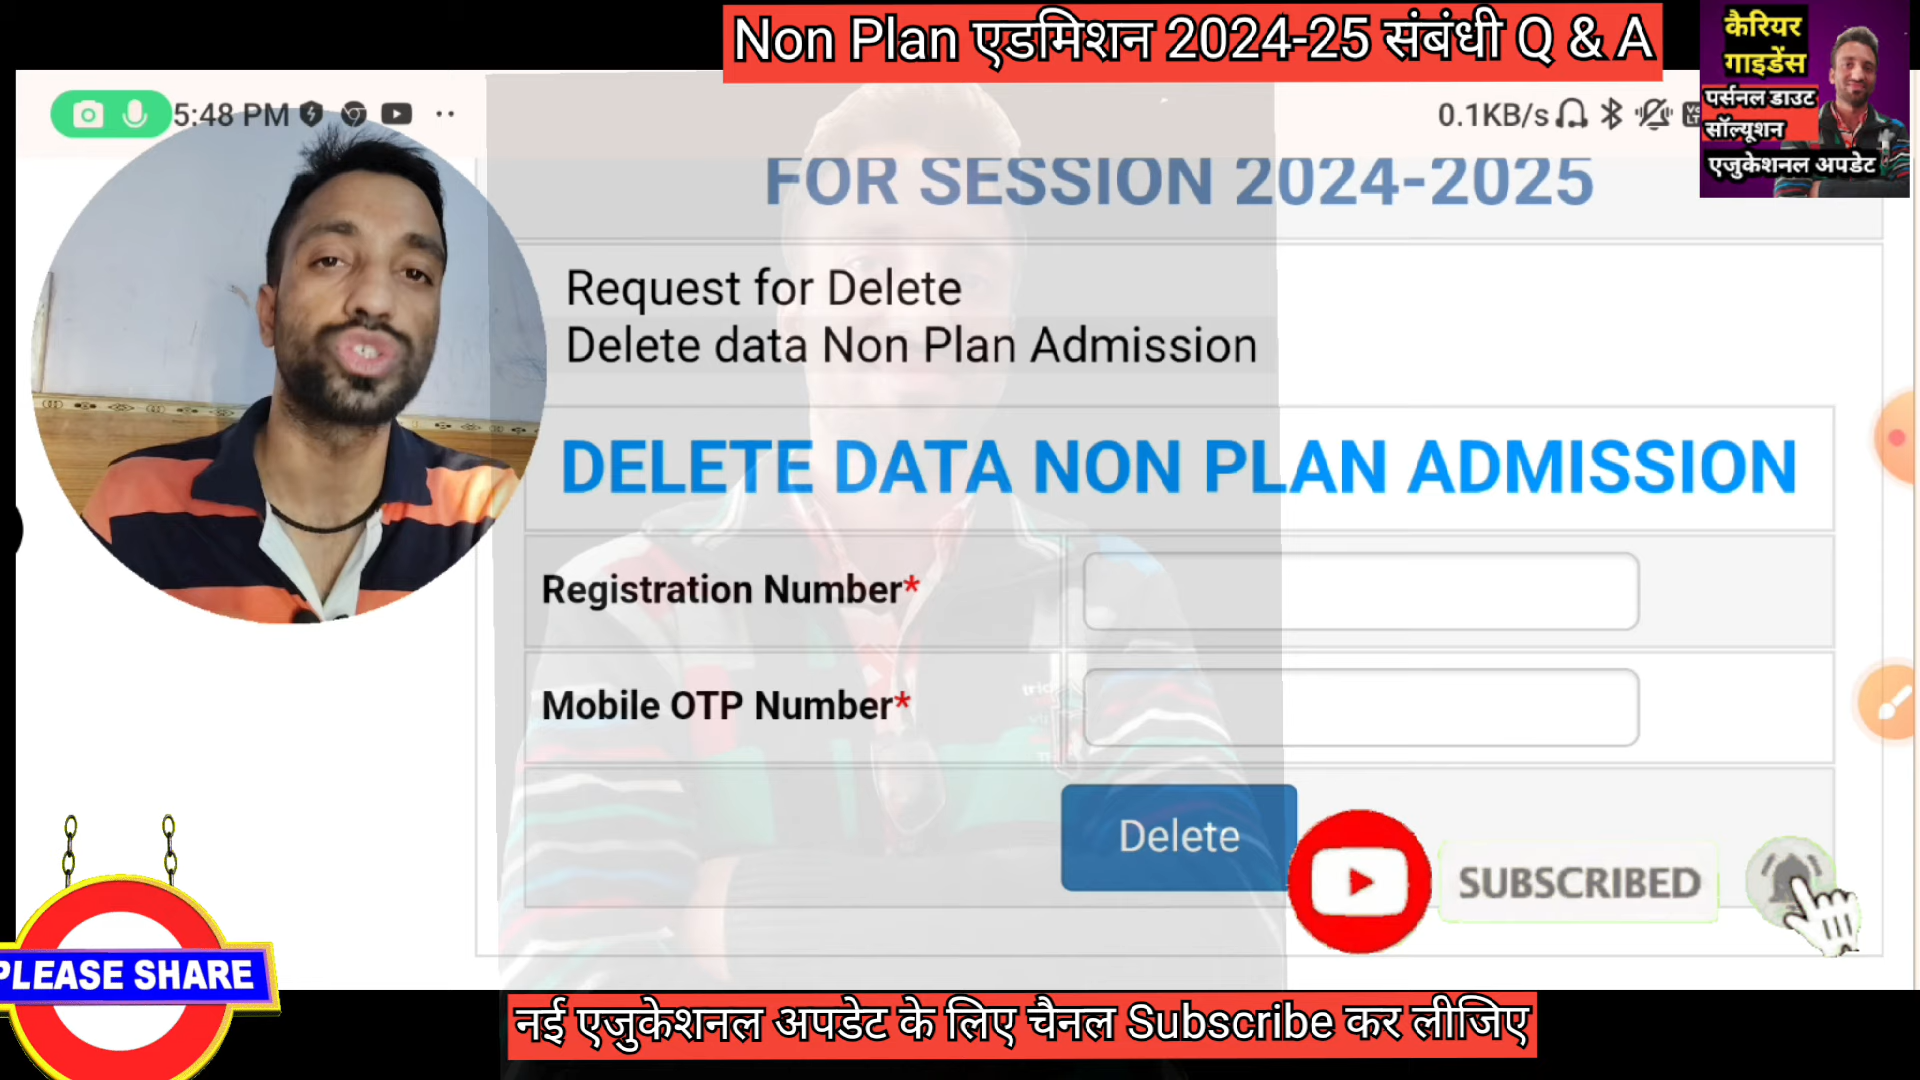 Non Plan एडमिशन 2024-25 संबंधी Q & A
कैरियर
गाइडेंस
पर्सनल डाउट
सॉल्यूशन
एजुकेशनल अपडेट
5:48 PM
0.1KB/s
FOR SESSION 2024-2025
Request for Delete
Delete data Non Plan Admission
DELETE DATA NON PLAN ADMISSION
Registration Number*
Mobile OTP Number*
Delete
SUBSCRIBED
PLEASE SHARE
नई एजुकेशनल अपडेट के लिए चैनल Subscribe कर लीजिए